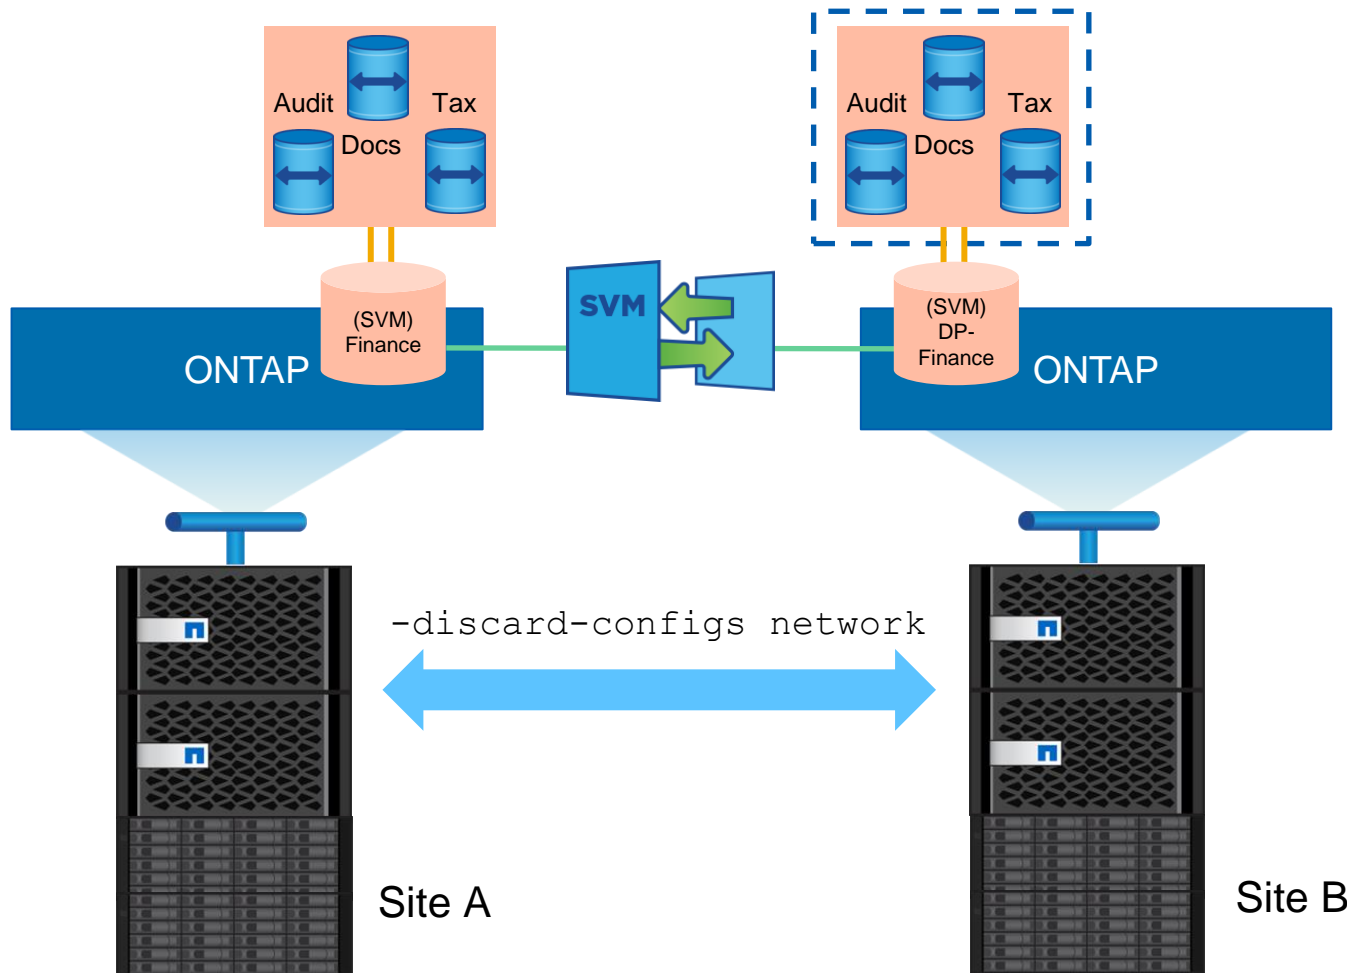 Audit
Tax
Docs
Audit
Tax
Docs
(SVM)
Finance
SVM
(SVM)
DP-
Finance
ONTAP
ONTAP
-discard-configs network
Site A
Site B